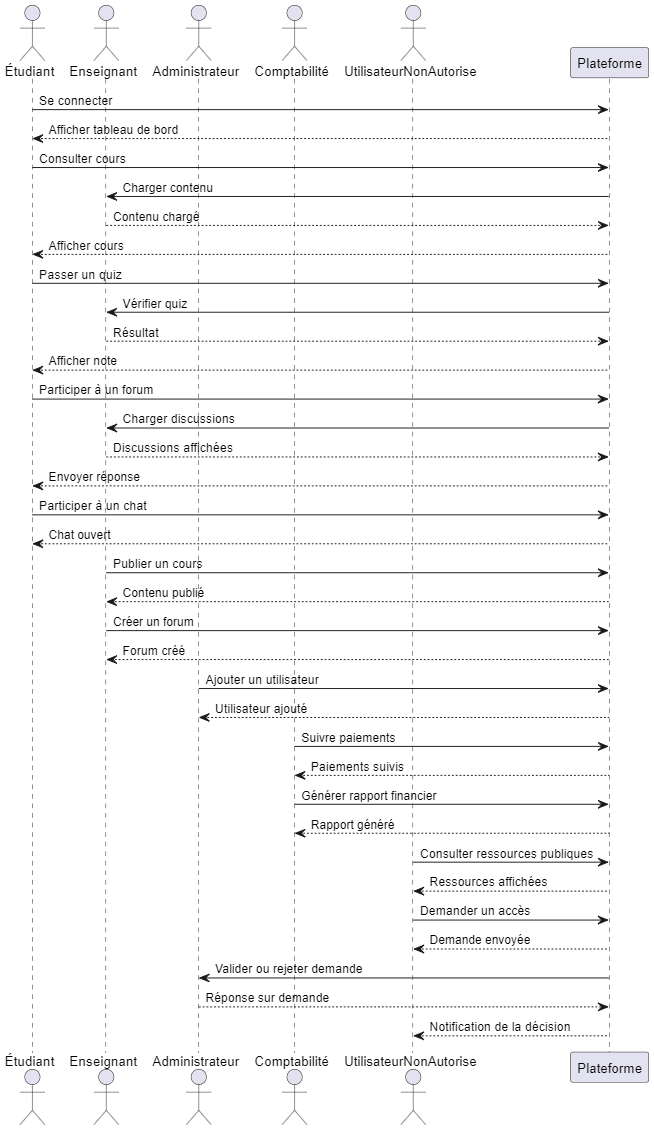 Étudiant Enseignant Administrateur Comptabilité UtilisateurNonAutorise Plateforme
Se connecter
Afficher tableau de bord
Consulter cours
Charger contenu
Contenu chargé
Afficher cours
Passer un quiz
Vérifier quiz
Résultat
Afficher note
Participer à un forum
Charger discussions
Discussions affichées
Envoyer réponse
Participer à un chat
Chat ouvert
Publier un cours
Contenu publié
Créer un forum
Forum créé
Ajouter un utilisateur
Utilisateur ajouté
Suivre paiements
Paiements suivis
Générer rapport financier
Rapport généré
Consulter ressources publiques
Ressources affichées
Demander un accès
Demande envoyée
Valider ou rejeter demande
Réponse sur demande
Notification de la décision
Étudiant Enseignant Administrateur Comptabilité UtilisateurNonAutorise Plateforme